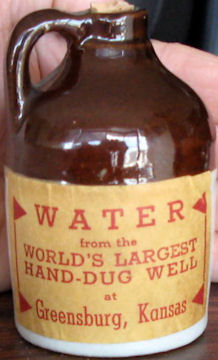 WATER
from the
WORLD'S LARGEST
HAND-DUG WELL
at
Greensburg, Kansas